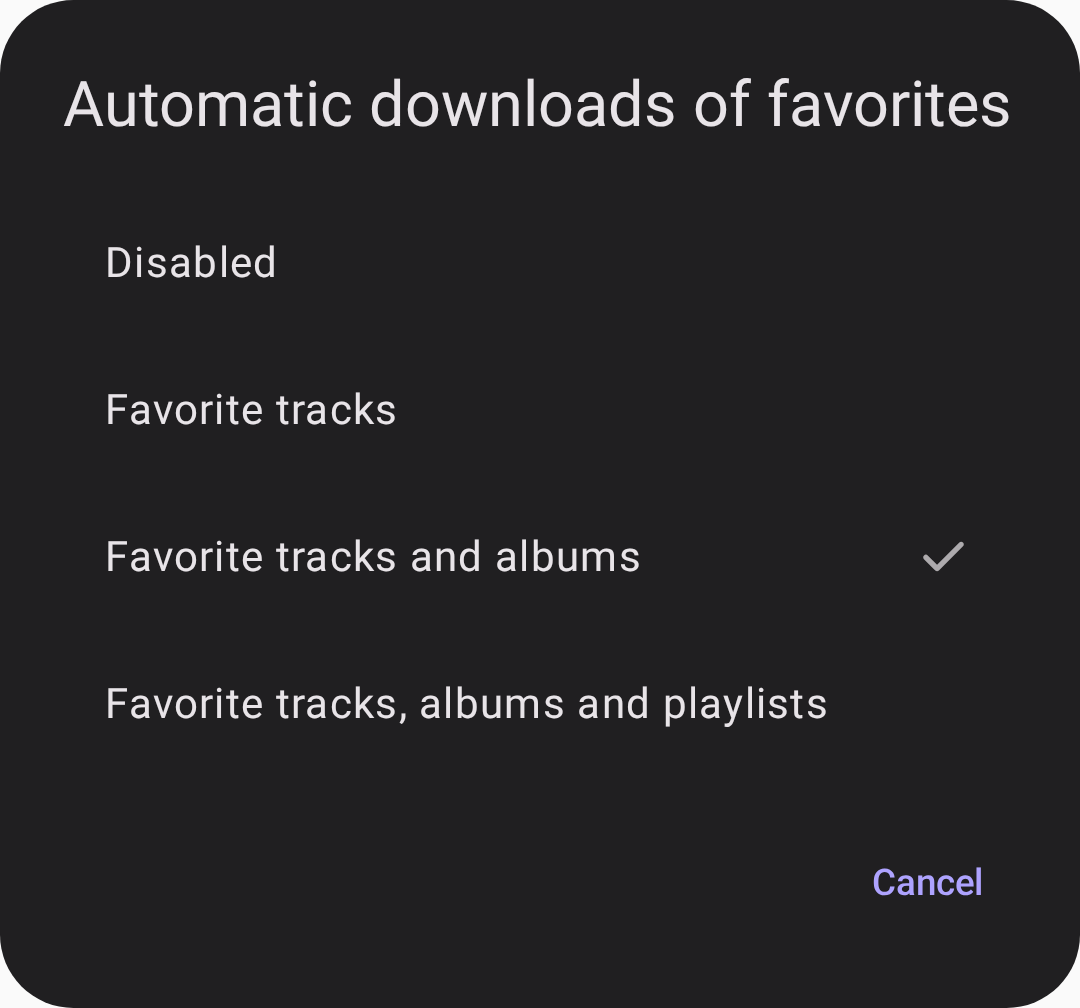 Automatic downloads of favorites
Disabled
Favorite tracks
Favorite tracks and albums
Favorite tracks, albums and playlists
Cancel